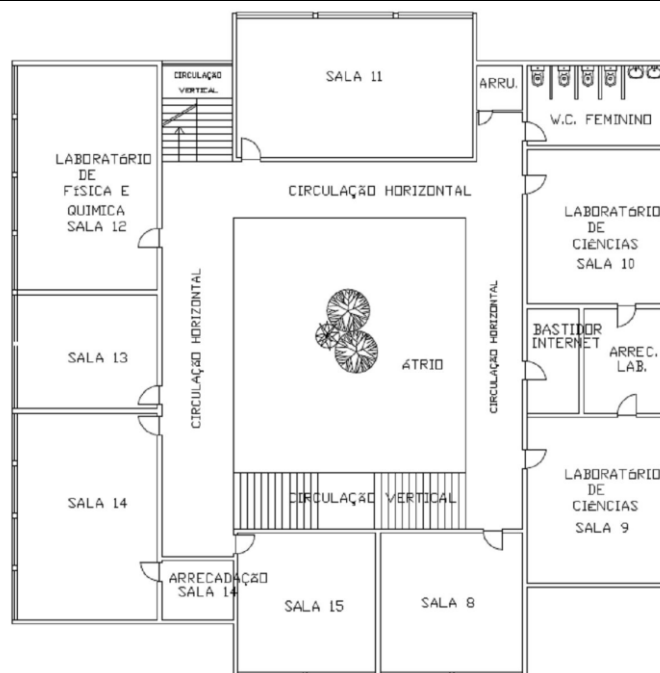 CIRCULAÇÃO
VERTICAL
SALA 11
ARRU.
W.C. FEMININO
LABORATÓRIO
DE
FÍSICA E
QUIMICA
SALA 12
CIRCULAÇÃO HORIZONTAL
LABORATÓRIO
DE
CIÊNCIAS
SALA 10
CIRCULAÇÃO HORIZONTAL
CIRCULAÇÃO HORIZONTAL
SALA 13
ÁTRIO
BASTIDOR
INTERNET
ARREC.
LAB.
SALA 14
CIRCULAÇÃO VERTICAL
LABORATÓRIO
DE
CIÊNCIAS
SALA 9
ARRECADAÇÃO
SALA 14
SALA 15
SALA 8